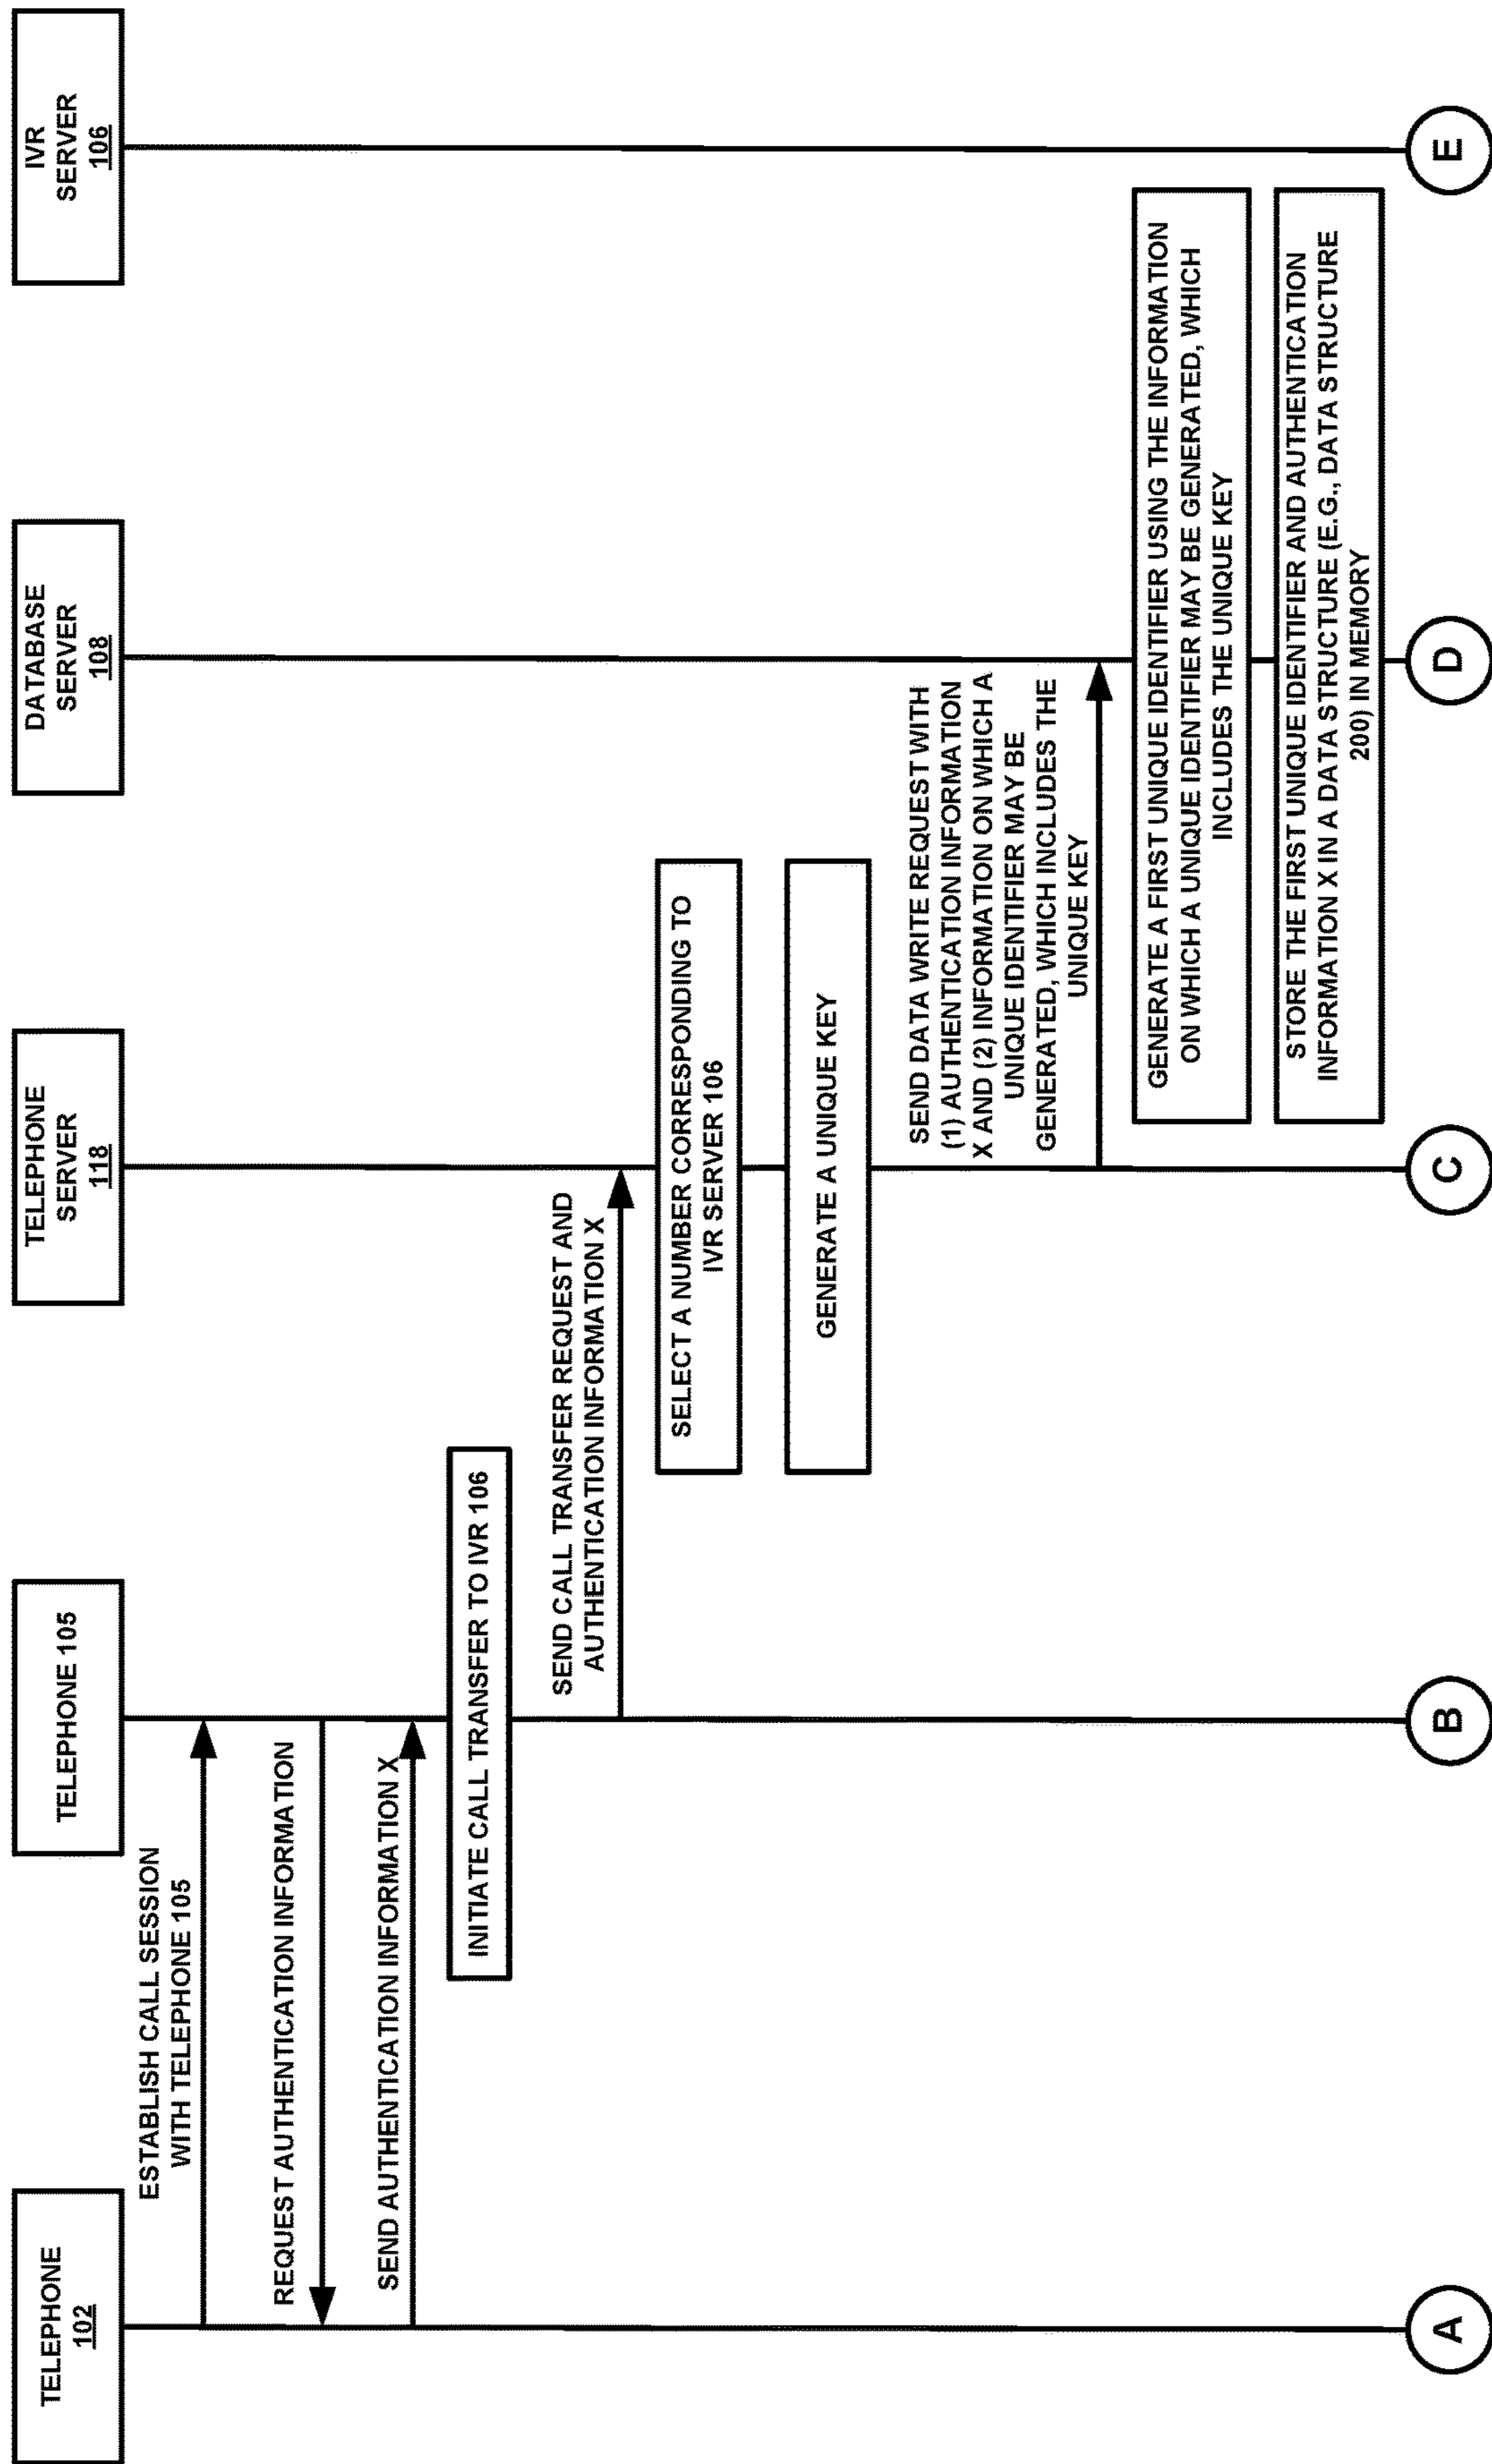 TELEPHONE
102
TELEPHONE 105
TELEPHONE
SERVER
118
DATABASE
SERVER
108
IVR
SERVER
106
ESTABLISH CALL SESSION
WITH TELEPHONE 105
REQUEST AUTHENTICATION INFORMATION
SEND AUTHENTICATION INFORMATION X
INITIATE CALL TRANSFER TO IVR 106
SEND CALL TRANSFER REQUEST AND
AUTHENTICATION INFORMATION X
SELECT A NUMBER CORRESPONDING TO
IVR SERVER 106
GENERATE A UNIQUE KEY
SEND DATA WRITE REQUEST WITH
(1) AUTHENTICATION INFORMATION
X AND (2) INFORMATION ON WHICH A
UNIQUE IDENTIFIER MAY BE
GENERATED, WHICH INCLUDES THE
UNIQUE KEY
GENERATE A FIRST UNIQUE IDENTIFIER USING THE INFORMATION
ON WHICH A UNIQUE IDENTIFIER MAY BE GENERATED, WHICH
INCLUDES THE UNIQUE KEY
STORE THE FIRST UNIQUE IDENTIFIER AND AUTHENTICATION
INFORMATION X IN A DATA STRUCTURE (E.G., DATA STRUCTURE
200) IN MEMORY
A
B
C
D
E